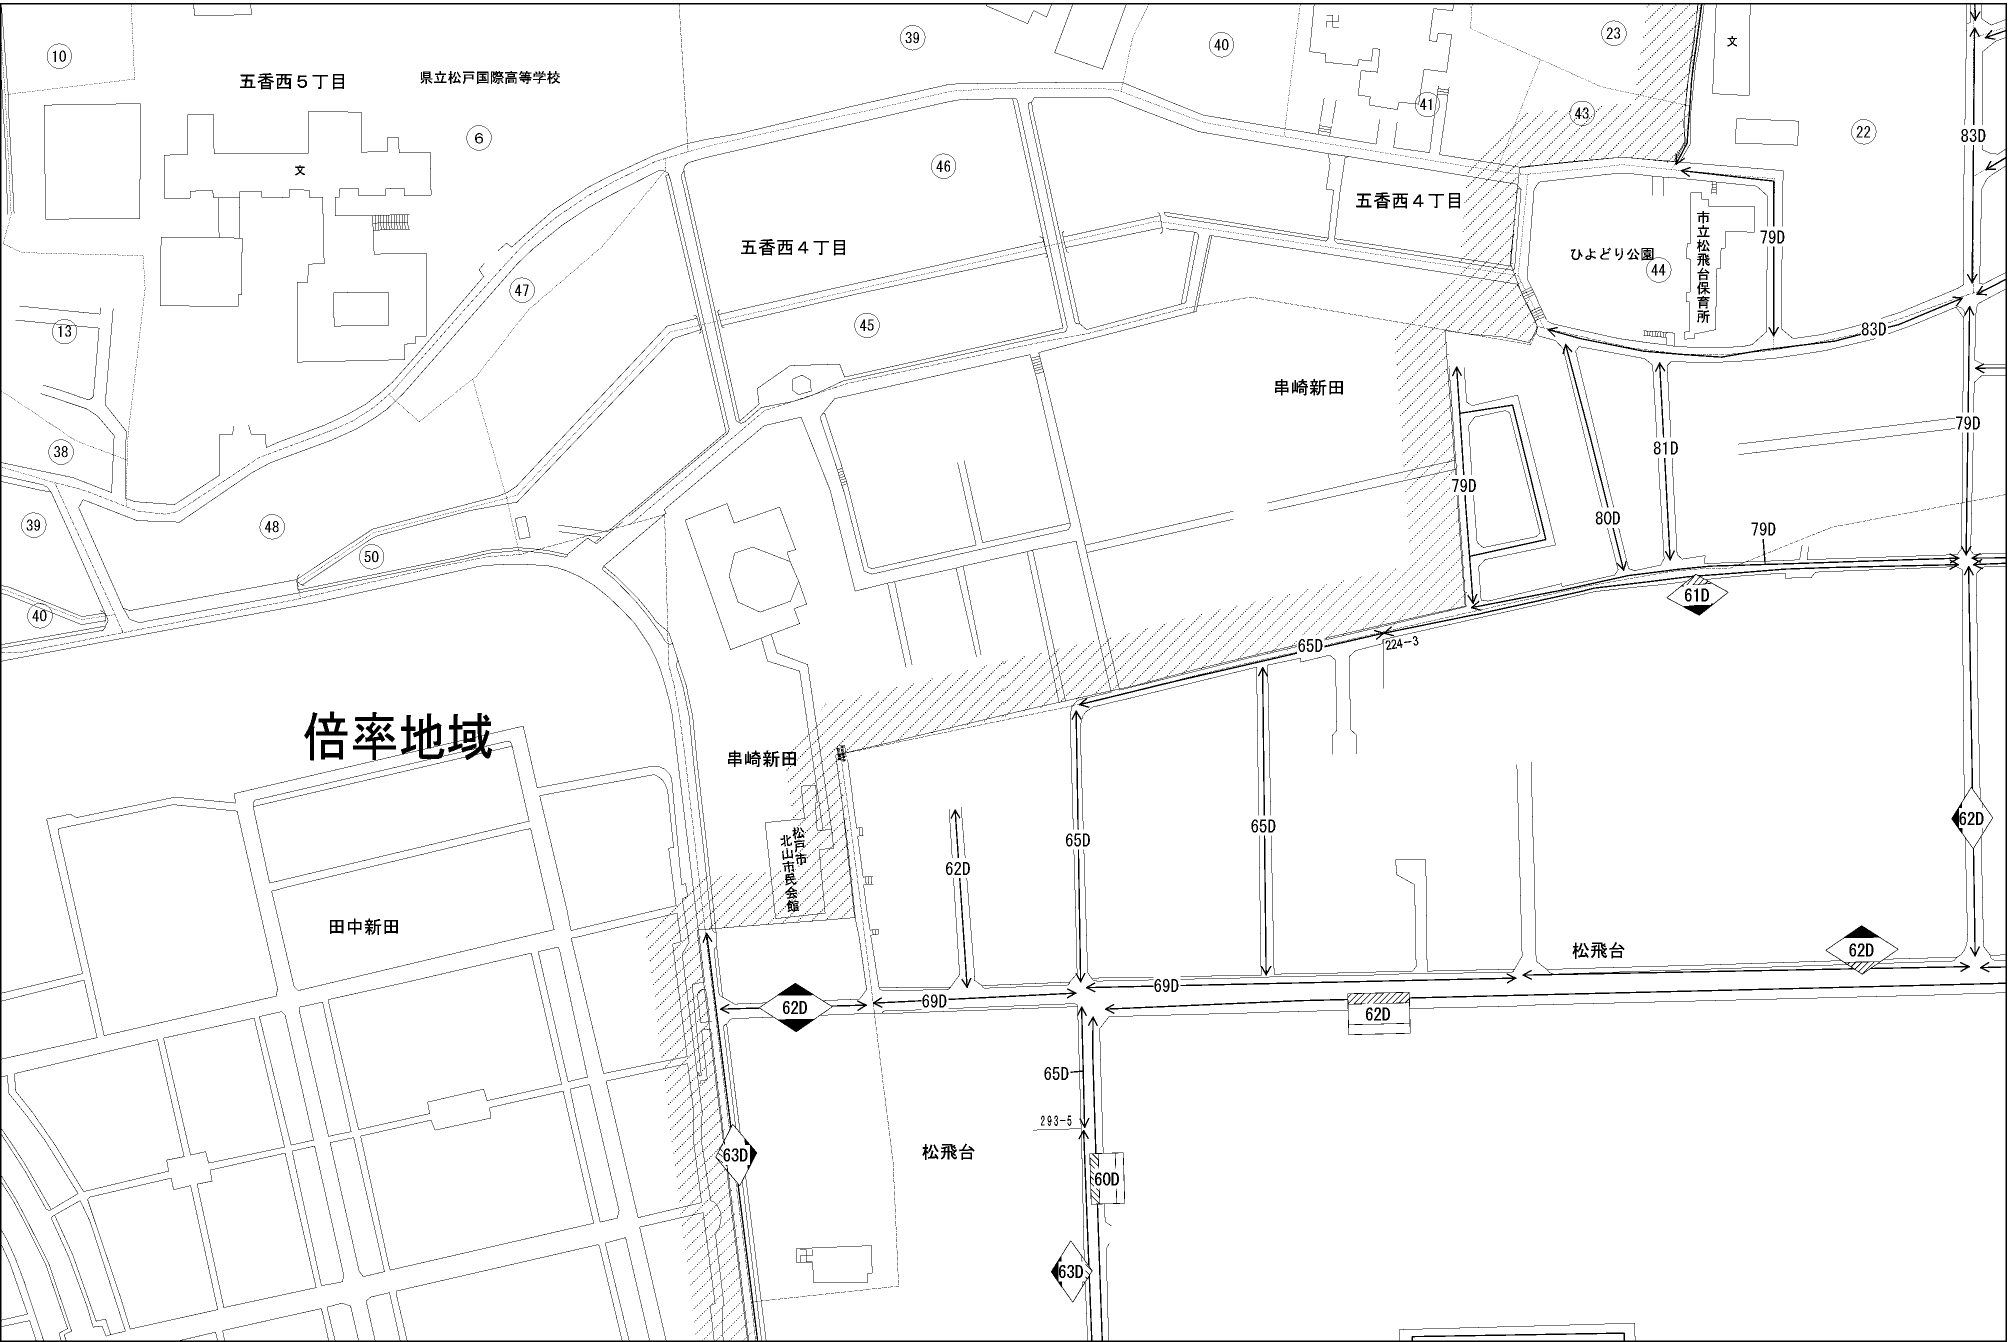 10
五香西５丁目
県立松戸国際高等学校
39
40
23
文
6
文
41
43
22
83D
46
五香西４丁目
五香西４丁目
79D
市立松飛台保育所
ひよどり公園
44
47
13
45
83D
串崎新田
38
79D
81D
79D
39
48
50
80D
79D
40
61D
65D
224-3
倍率地域
串崎新田
62D
65D
65D
62D
松戸市
北山市民会館
田中新田
松飛台
62D
62D
69D
69D
62D
65D
293-5
松飛台
63D
60D
63D